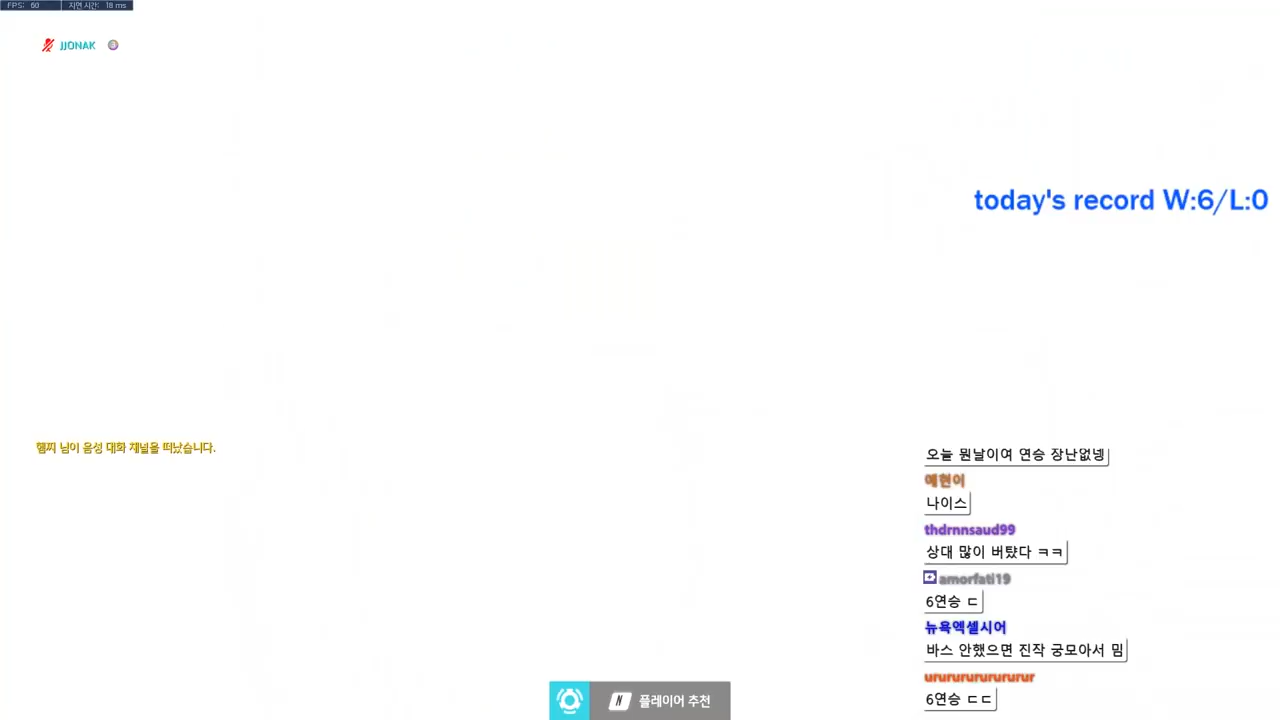 FPS: 60 지연 시간: 18 ms
JJONAK
today's record W:6/L:0
햄찌 님이 음성 대화 채널을 떠났습니다.
오늘 뭔날이여 연승 장난없넹
예현이
나이스
thdrnnsaud99
상대 많이 버텼다 ㅋㅋ
amorfati19
6연승 ㄷ
뉴욕엑셀시어
바스 안했으면 진작 궁모아서 밈
urururururururur
6연승 ㄷㄷ
N 플레이어 추천